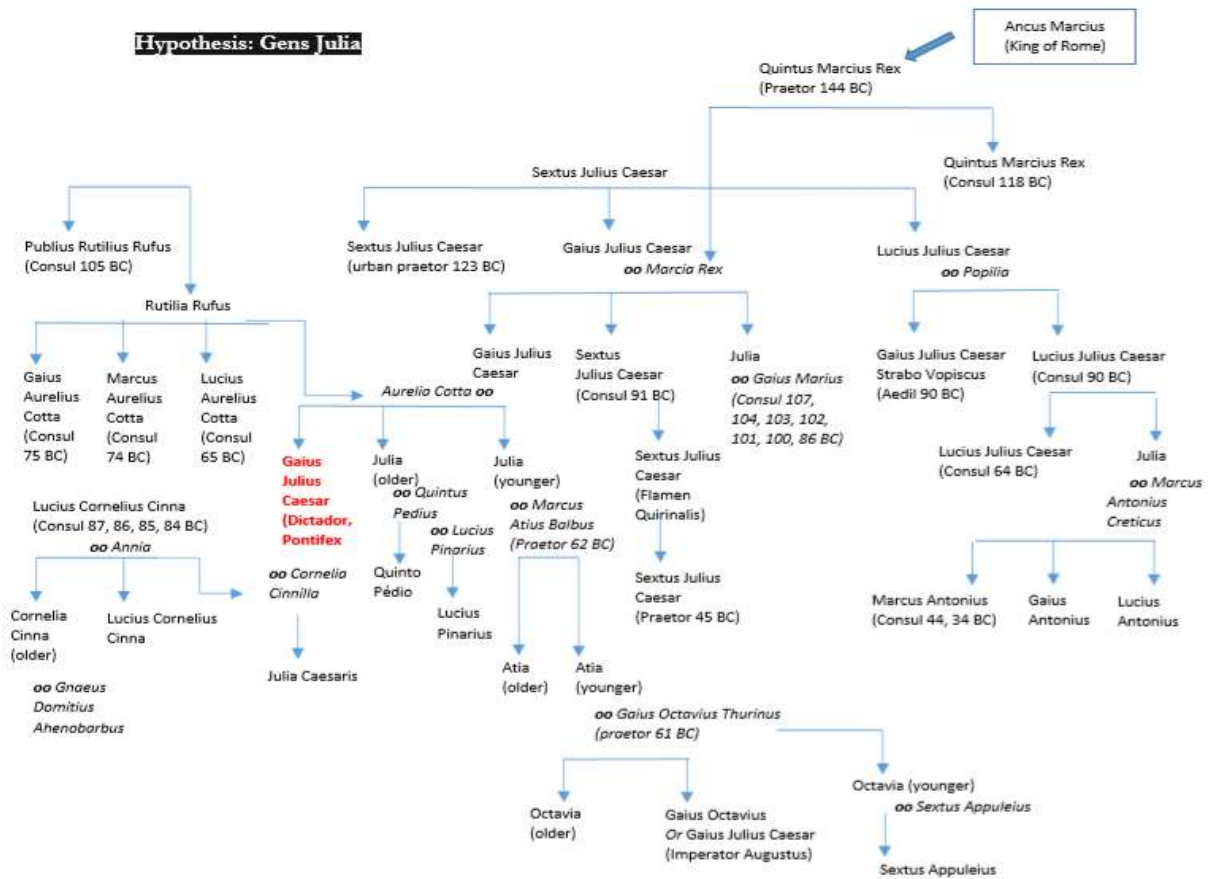 Hypothesis: Gens Julia
Ancus Marcius
(King of Rome)
Quintus Marcius Rex
(Praetor 144 BC)
Quintus Marcius Rex
(Consul 118 BC)
Sextus Julius Caesar
Publius Rutilius Rufus
(Consul 105 BC)
Sextus Julius Caesar
(urban praetor 123 BC)
Gaius Julius Caesar
oo Marcia Rex
Lucius Julius Caesar
oo Popilia
Rutilia Rufus
Gaius
Aurelius
Cotta
(Consul
75 BC)
Marcus
Aurelius
Cotta
(Consul
74 BC)
Lucius
Aurelius
Cotta
(Consul
65 BC)
Aurelia Cotta oo
Gaius Julius
Caesar
Sextus
Julius Caesar
(Consul 91 BC)
Julia
oo Gaius Marius
(Consul 107,
104, 103, 102,
101, 100, 86 BC)
Gaius Julius Caesar
Strabo Vopiscus
(Aedil 90 BC)
Lucius Julius Caesar
(Consul 90 BC)
Gaius
Julius
Caesar
(Dictador,
Pontifex
oo Cornelia
Cinnilla
Julia
(older)
oo Quintus
Pedius
oo Lucius
Pinarius
Julia
(younger)
oo Marcus
Atius Balbus
(Praetor 62 BC)
Sextus Julius
Caesar
(Flamen
Quirinalis)
Lucius Julius Caesar
(Consul 64 BC)
Julia
oo Marcus
Antonius
Creticus
Lucius Cornelius Cinna
(Consul 87, 86, 85, 84 BC)
oo Annia
Cornelia
Cinna
(older)
oo Gnaeus
Domitius
Ahenobarbus
Lucius Cornelius
Cinna
Julia Caesaris
Quinto
Pédio
Lucius
Pinarius
Sextus Julius
Caesar
(Praetor 45 BC)
Marcus Antonius
(Consul 44, 34 BC)
Gaius
Antonius
Lucius
Antonius
Atia
(older)
Atia
(younger)
oo Gaius Octavius Thurinus
(praetor 61 BC)
Octavia
(older)
Gaius Octavius
Or Gaius Julius Caesar
(Imperator Augustus)
Octavia (younger)
oo Sextus Appuleius
Sextus Appuleius